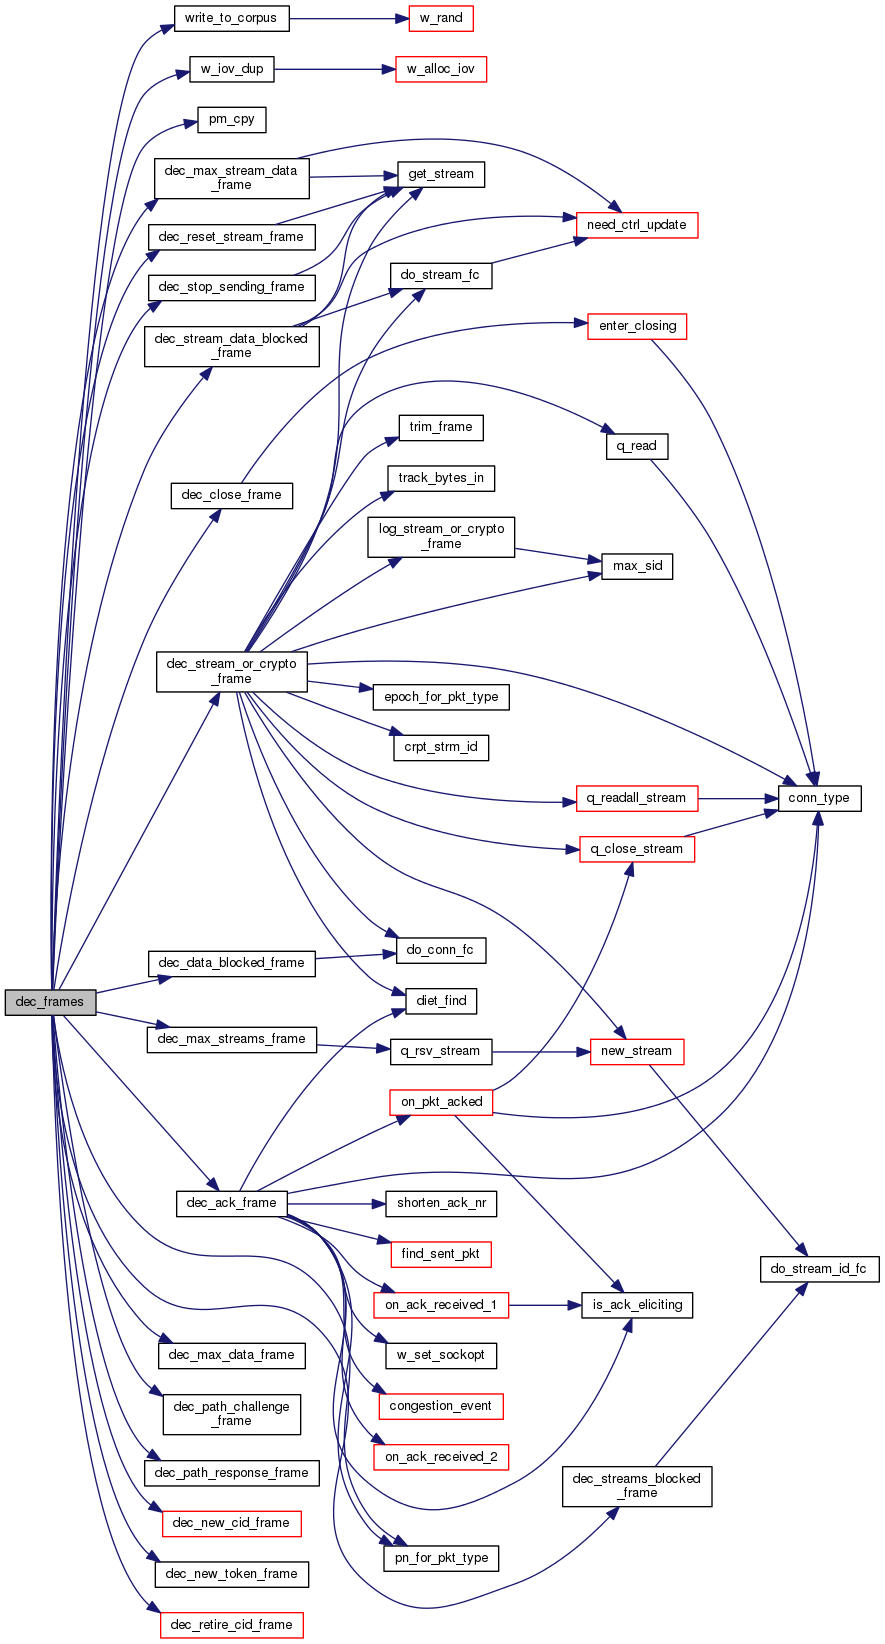 write_to_corpus
w_rand
w_iov_dup
w_alloc_iov
pm_cpy
dec_max_stream_data
_frame
get_stream
need_ctrl_update
dec_reset_stream_frame
dec_stop_sending_frame
do_stream_fc
dec_stream_data_blocked
_frame
enter_closing
trim_frame
q_read
track_bytes_in
dec_close_frame
log_stream_or_crypto
_frame
max_sid
dec_stream_or_crypto
_frame
epoch_for_pkt_type
crpt_strm_id
q_readall_stream
conn_type
q_close_stream
do_conn_fc
dec_data_blocked_frame
dec_frames
diet_find
dec_max_streams_frame
q_rsv_stream
new_stream
on_pkt_acked
dec_ack_frame
shorten_ack_nr
find_sent_pkt
do_stream_id_fc
on_ack_received_1
is_ack_eliciting
dec_max_data_frame
w_set_sockopt
dec_path_challenge
_frame
congestion_event
on_ack_received_2
dec_path_response_frame
dec_streams_blocked
_frame
dec_new_cid_frame
pn_for_pkt_type
dec_new_token_frame
dec_retire_cid_frame